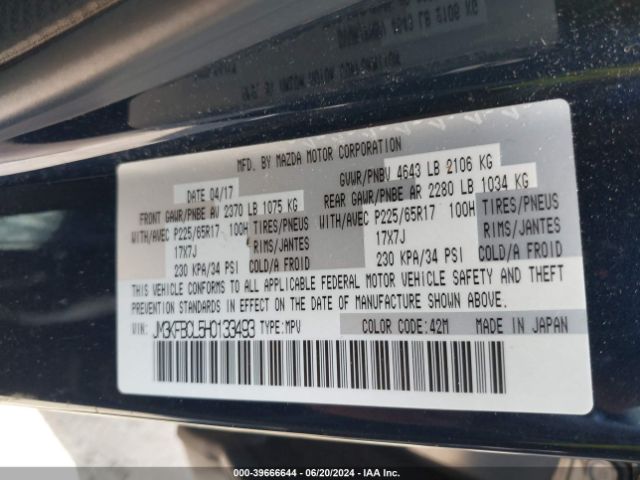 MFD. BY MAZDA MOTOR CORPORATION
DATE 04/17 GVWR/PNBV 4643 LB 2106 KG
FRONT GAWR/PNBE AV 2370 LB 1075 KG REAR GAWR/PNBE AR 2280 LB 1034 KG
WITH/AVEC P225/65R17 100H TIRES/PNEUS P225/65R17 100H TIRES/PNEUS
17X7J RIMS/JANTES 17X7J RIMS/JANTES
230 KPA/34 PSI COLD/A FROID 230 KPA/34 PSI COLD/A FROID
THIS VEHICLE CONFORMS TO ALL APPLICABLE FEDERAL MOTOR VEHICLE SAFETY AND THEFT
PREVENTION STANDARDS IN EFFECT ON THE DATE OF MANUFACTURE SHOWN ABOVE.
VIN: JM3KFBCL5H0133493 TYPE:MPV COLOR CODE:42M MADE IN JAPAN
000-39666644 / 06/20/2024 - IAA Inc.